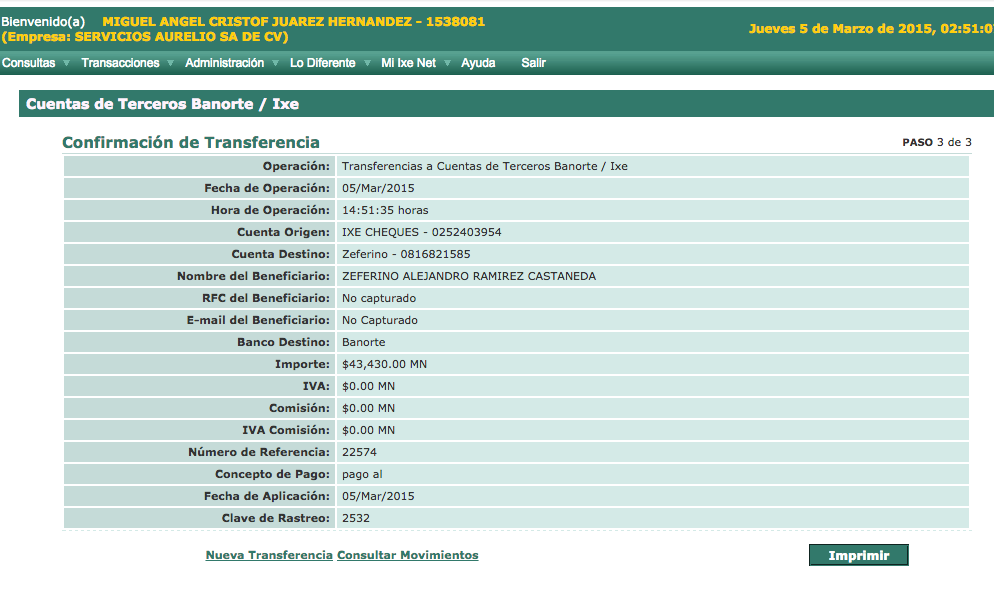 Bienvenido(a) MIGUEL ANGEL CRISTOF JUAREZ HERNANDEZ - 1538081
(Empresa: SERVICIOS AURELIO SA DE CV)
Jueves 5 de Marzo de 2015, 02:51:0
Consultas Transacciones Administración Lo Diferente Mi Ixe Net Ayuda Salir
Cuentas de Terceros Banorte / Ixe
Confirmación de Transferencia PASO 3 de 3
Operación: Transferencias a Cuentas de Terceros Banorte / Ixe
Fecha de Operación: 05/Mar/2015
Hora de Operación: 14:51:35 horas
Cuenta Origen: IXE CHEQUES - 0252403954
Cuenta Destino: Zeferino - 0816821585
Nombre del Beneficiario: ZEFERINO ALEJANDRO RAMIREZ CASTANEDA
RFC del Beneficiario: No capturado
E-mail del Beneficiario: No Capturado
Banco Destino: Banorte
Importe: $43,430.00 MN
IVA: $0.00 MN
Comisión: $0.00 MN
IVA Comisión: $0.00 MN
Número de Referencia: 22574
Concepto de Pago: pago al
Fecha de Aplicación: 05/Mar/2015
Clave de Rastreo: 2532
Nueva Transferencia Consultar Movimientos Imprimir